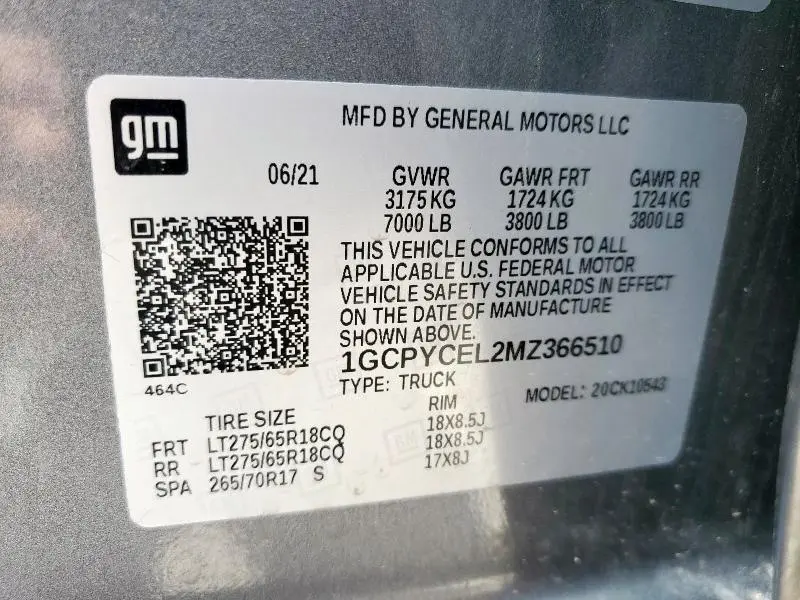 gm
MFD BY GENERAL MOTORS LLC
06/21 GVWR GAWR FRT GAWR RR
3175 KG 1724 KG 1724 KG
7000 LB 3800 LB 3800 LB
THIS VEHICLE CONFORMS TO ALL
APPLICABLE U.S. FEDERAL MOTOR
VEHICLE SAFETY STANDARDS IN EFFECT
ON THE DATE OF MANUFACTURE
SHOWN ABOVE.
1GCPYCEL2MZ366510
464C
TYPE: TRUCK MODEL: 20CK10543
TIRE SIZE RIM
FRT LT275/65R18CQ 18X8.5J
RR LT275/65R18CQ 18X8.5J
SPA 265/70R17 S 17X8J